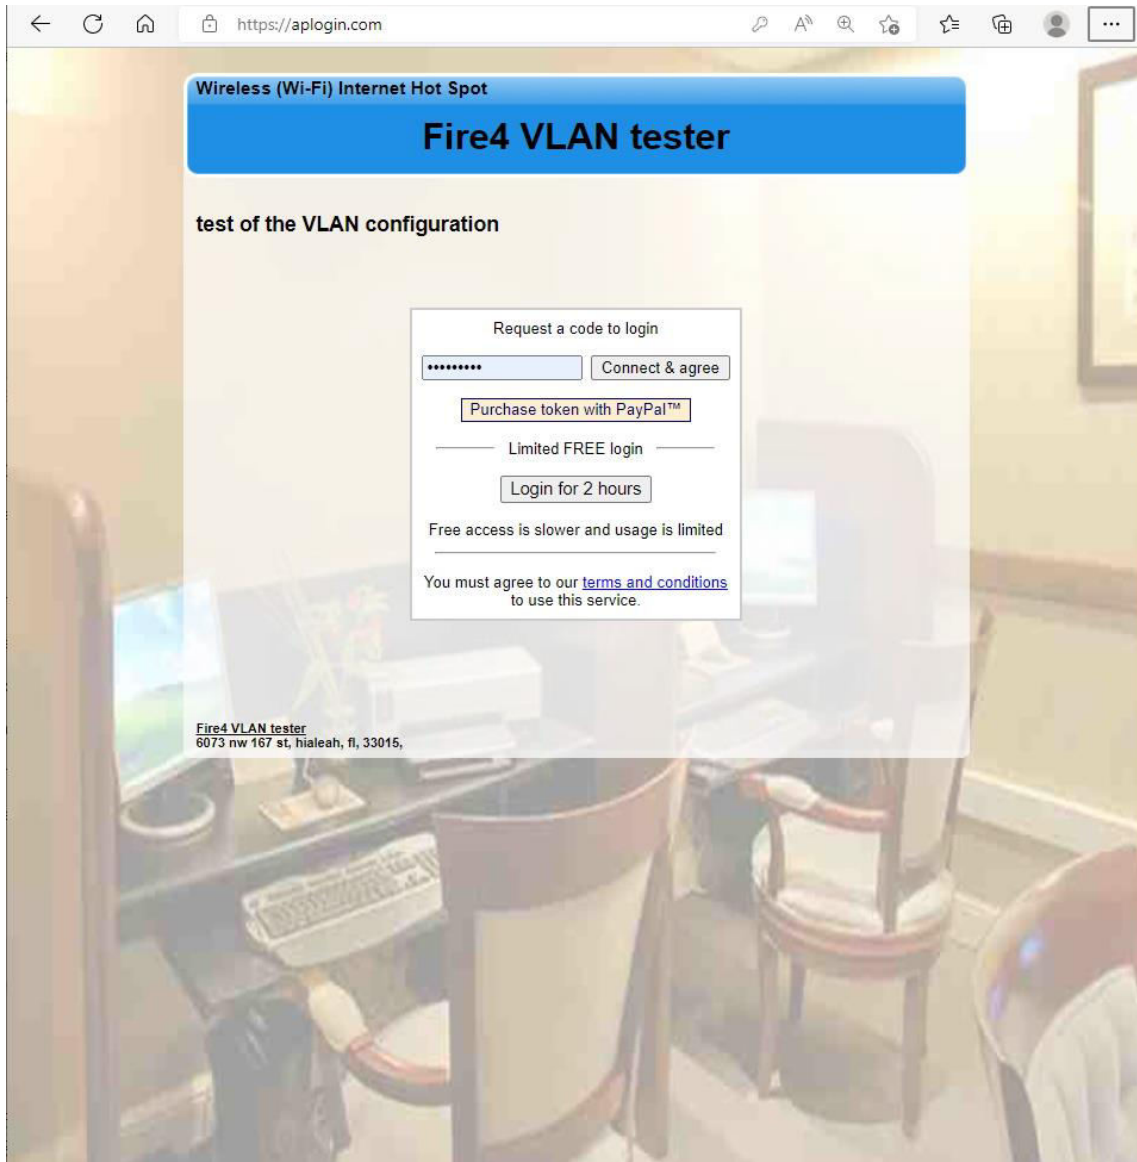 https://aplogin.com
Wireless (Wi-Fi) Internet Hot Spot
Fire4 VLAN tester
test of the VLAN configuration
Request a code to login
••••••••• Connect & agree
Purchase token with PayPal™
Limited FREE login
Login for 2 hours
Free access is slower and usage is limited
You must agree to our terms and conditions
to use this service.
Fire4 VLAN tester
6073 nw 167 st, hialeah, fl, 33015,